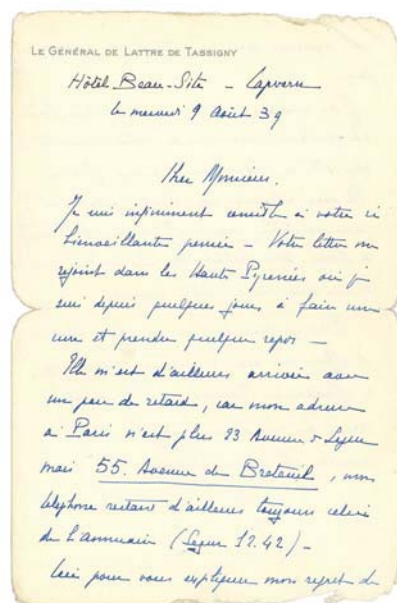 LE GÉNÉRAL DE LATTRE DE TASSIGNY
Hôtel Beau-Site - Capvern
le mercredi 9 Août 39
Cher Monsieur.
Je suis infiniment sensible à votre si
bienveillante pensée - Votre lettre me
rejoint dans les Hautes Pyrenées où je
suis depuis quelques jours à faire une
cure et prendre quelque repos -
Elle m'est d'ailleurs arrivée avec
un peu de retard, car mon adresse
à Paris n'est plus 23 Avenue de Ségur
mais 55. Avenue de Breteuil, mon
téléphone restant d'ailleurs toujours celui
de l'Annuaire (Ségur 12.42) -
Ceci pour vous expliquer mon regret de